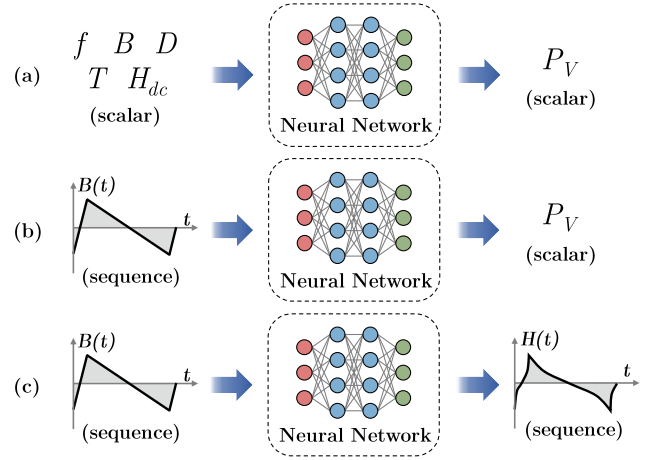 f B D
T H_dc
(scalar)
(a)
Neural Network
P_V
(scalar)
B(t)
t
(b)
(sequence)
Neural Network
P_V
(scalar)
B(t)
t
(c)
(sequence)
Neural Network
H(t)
t
(sequence)